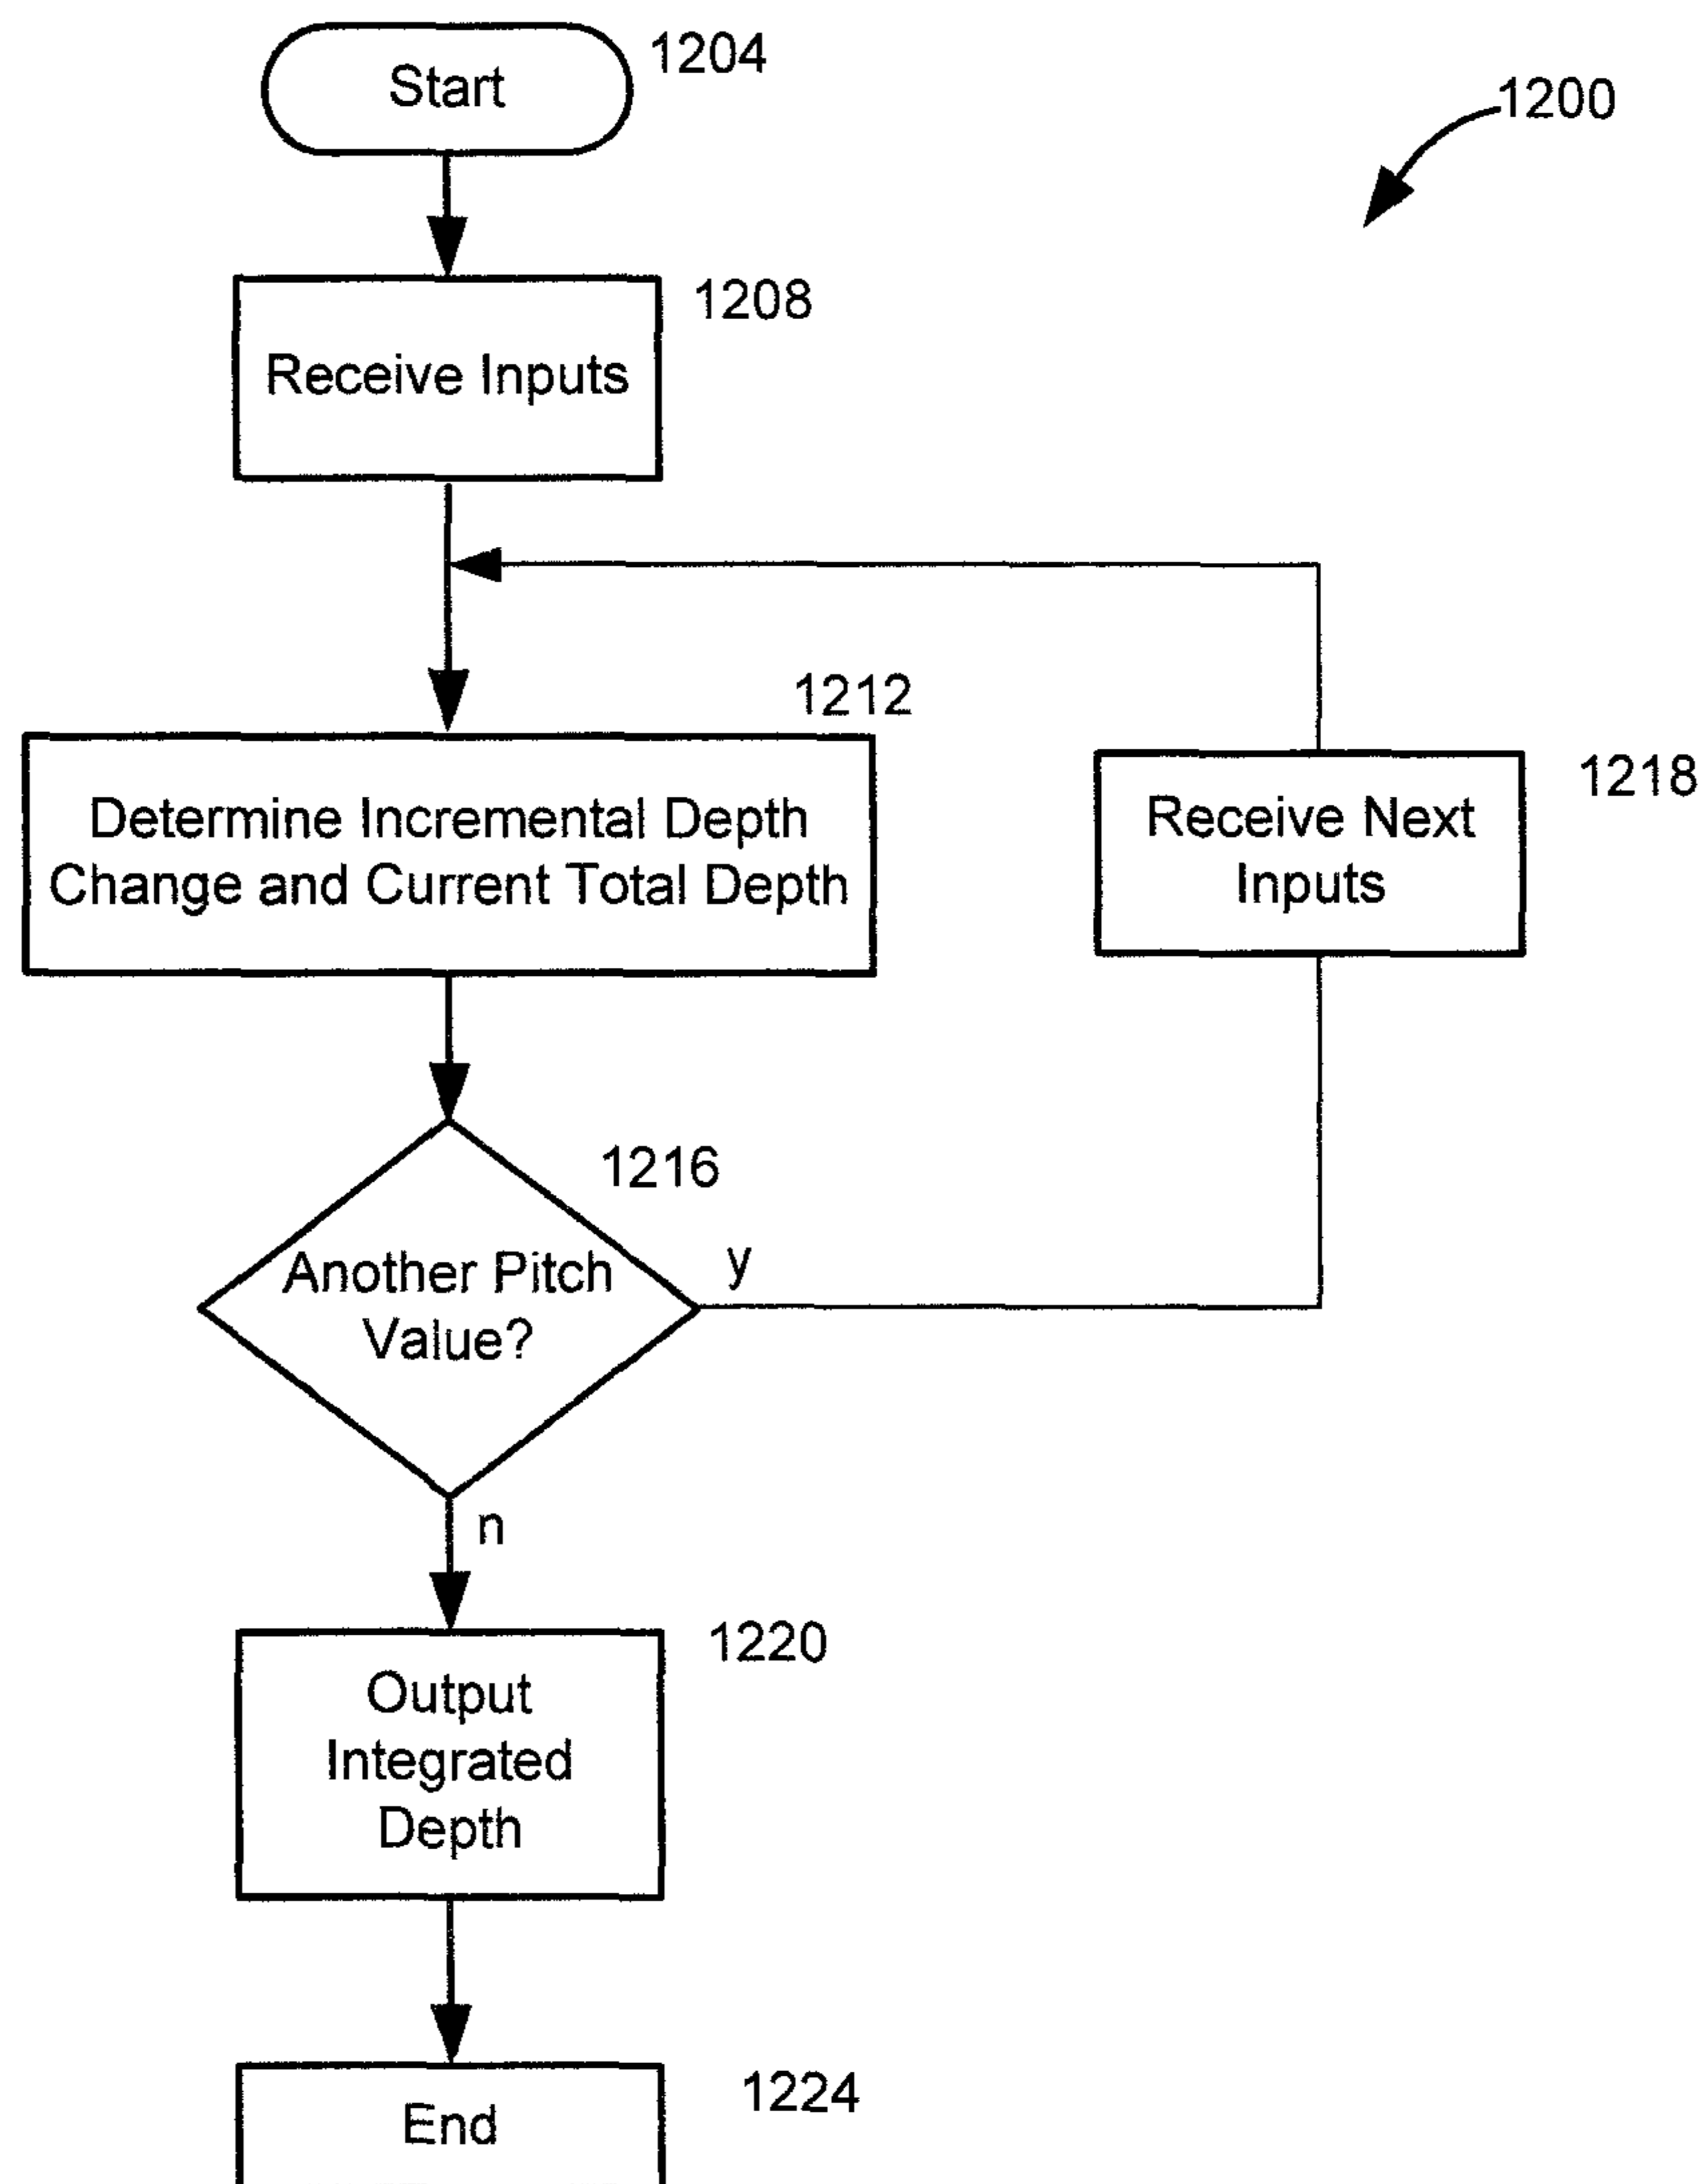 Start
1204
1200
Receive Inputs
1208
1212
Determine Incremental Depth
Change and Current Total Depth
1218
Receive Next
Inputs
1216
Another Pitch
Value?
y
n
1220
Output
Integrated
Depth
1224
End